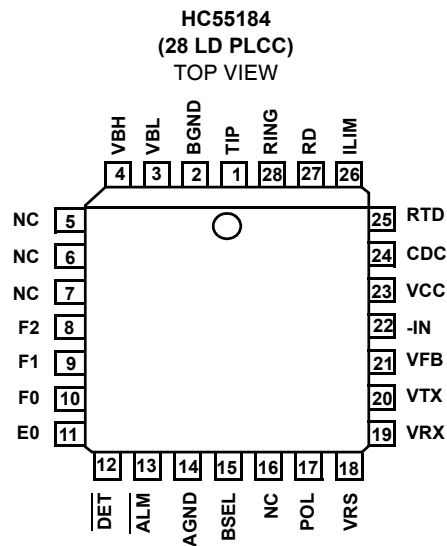 HC55184
(28 LD PLCC)
TOP VIEW
VBH
VBL
BGND
TIP
RING
RD
ILIM
4
3
2
1
28
27
26
NC 5
NC 6
NC 7
F2 8
F1 9
F0 10
E0 11
25 RTD
24 CDC
23 VCC
22 -IN
21 VFB
20 VTX
19 VRX
12
13
14
15
16
17
18
DET
ALM
AGND
BSEL
NC
POL
VRS